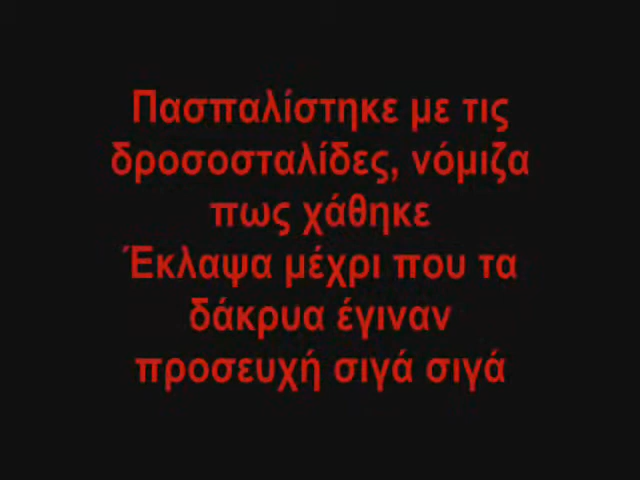 Πασπαλίστηκε με τις
δροσοσταλίδες, νόμιζα
πως χάθηκε
Έκλαψα μέχρι που τα
δάκρυα έγιναν
προσευχή σιγά σιγά